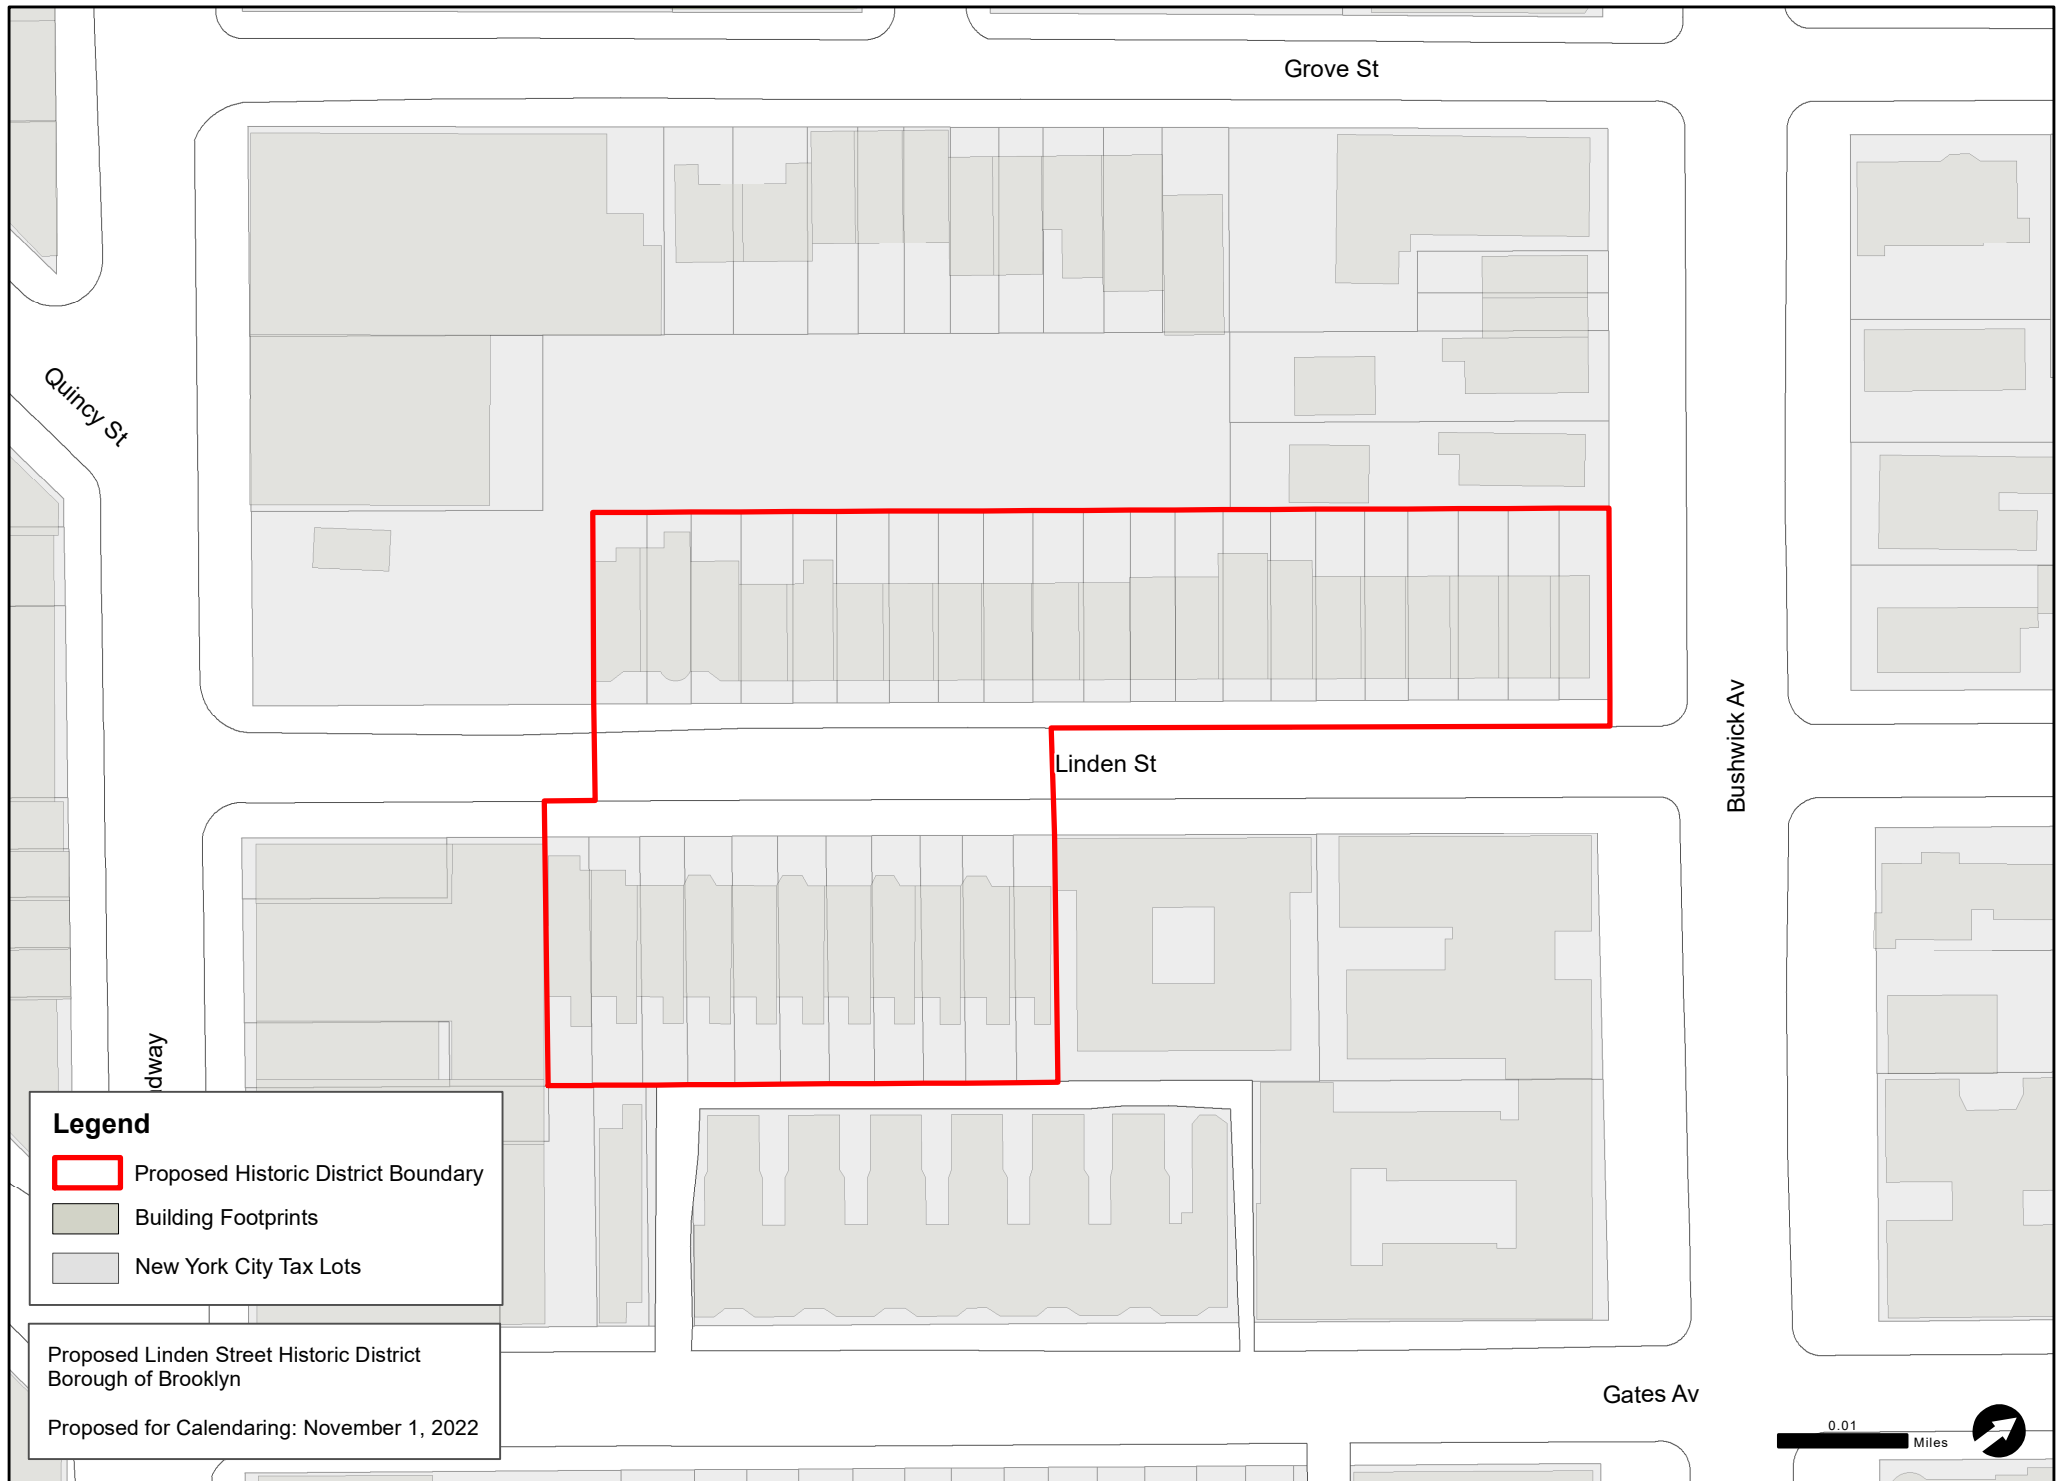 Grove St
Quincy St
Bushwick Av
Linden St
dway
Legend
Proposed Historic District Boundary
Building Footprints
New York City Tax Lots
Proposed Linden Street Historic District
Borough of Brooklyn
Proposed for Calendaring: November 1, 2022
Gates Av
0.01
Miles